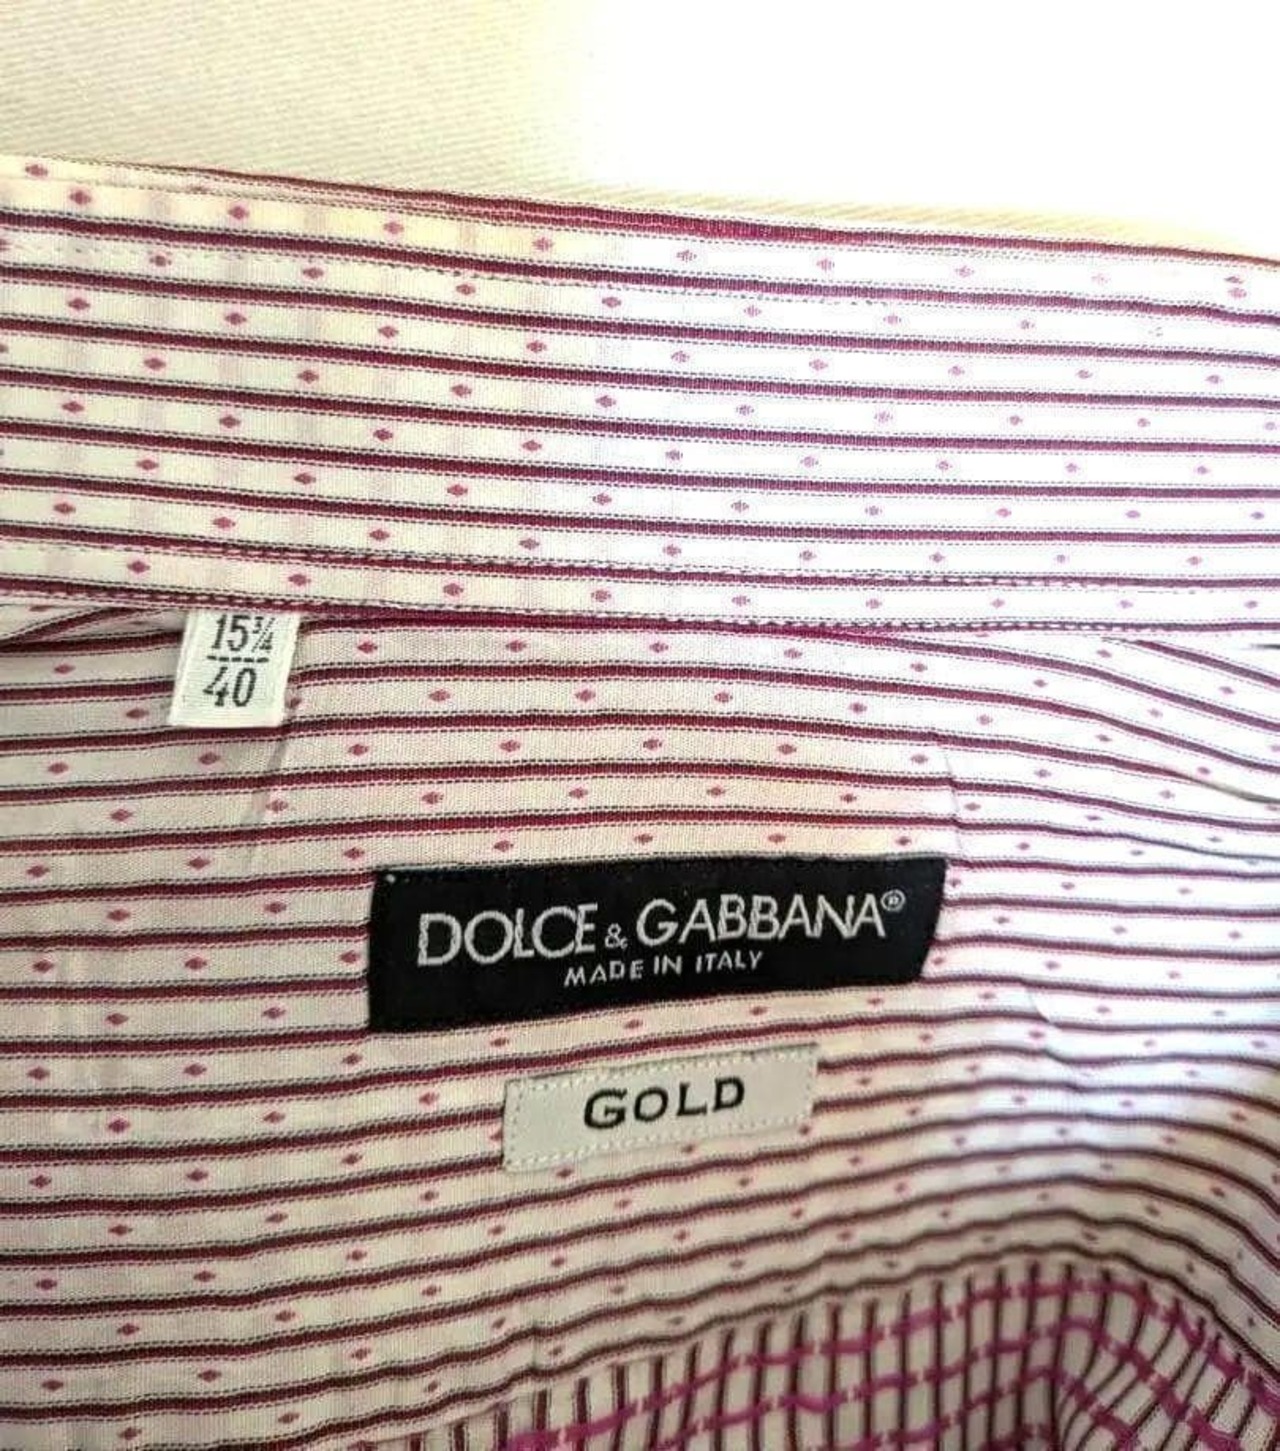 15¾
40
DOLCE & GABBANA®
MADE IN ITALY
GOLD